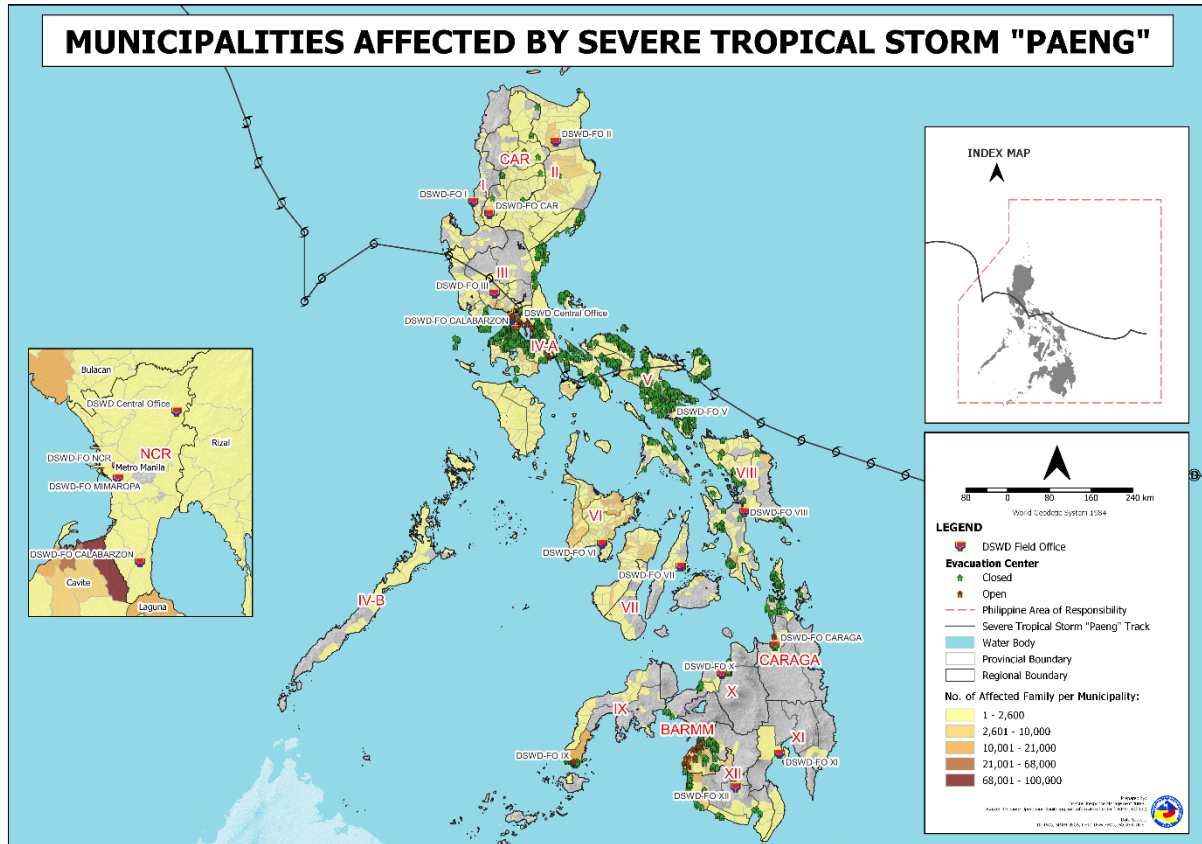 MUNICIPALITIES AFFECTED BY SEVERE TROPICAL STORM "PAENG"
DSWD-FO II
CAR
II
I
DSWD-FO I
DSWD-FO CAR
III
DSWD-FO III
DSWD Central Office
DSWD-FO CALABARZON
IV-A
V
DSWD-FO V
VIII
DSWD-FO VIII
VI
DSWD-FO VI
DSWD-FO VII
VII
IV-B
DSWD-FO CARAGA
CARAGA
DSWD-FO X
X
IX
BARMM
XI
DSWD-FO IX
DSWD-FO XI
XII
DSWD-FO XII
Bulacan
DSWD Central Office
NCR
Rizal
DSWD-FO NCR
Metro Manila
DSWD-FO MIMAROPA
DSWD-FO CALABARZON
Cavite
Laguna
INDEX MAP
80 0 80 160 240 km
World Geodetic System 1984
LEGEND
DSWD Field Office
Evacuation Center
Closed
Open
Philippine Area of Responsibility
Severe Tropical Storm "Paeng" Track
Water Body
Provincial Boundary
Regional Boundary
No. of Affected Family per Municipality:
1 - 2,600
2,601 - 10,000
10,001 - 21,000
21,001 - 68,000
68,001 - 100,000
Prepared by: